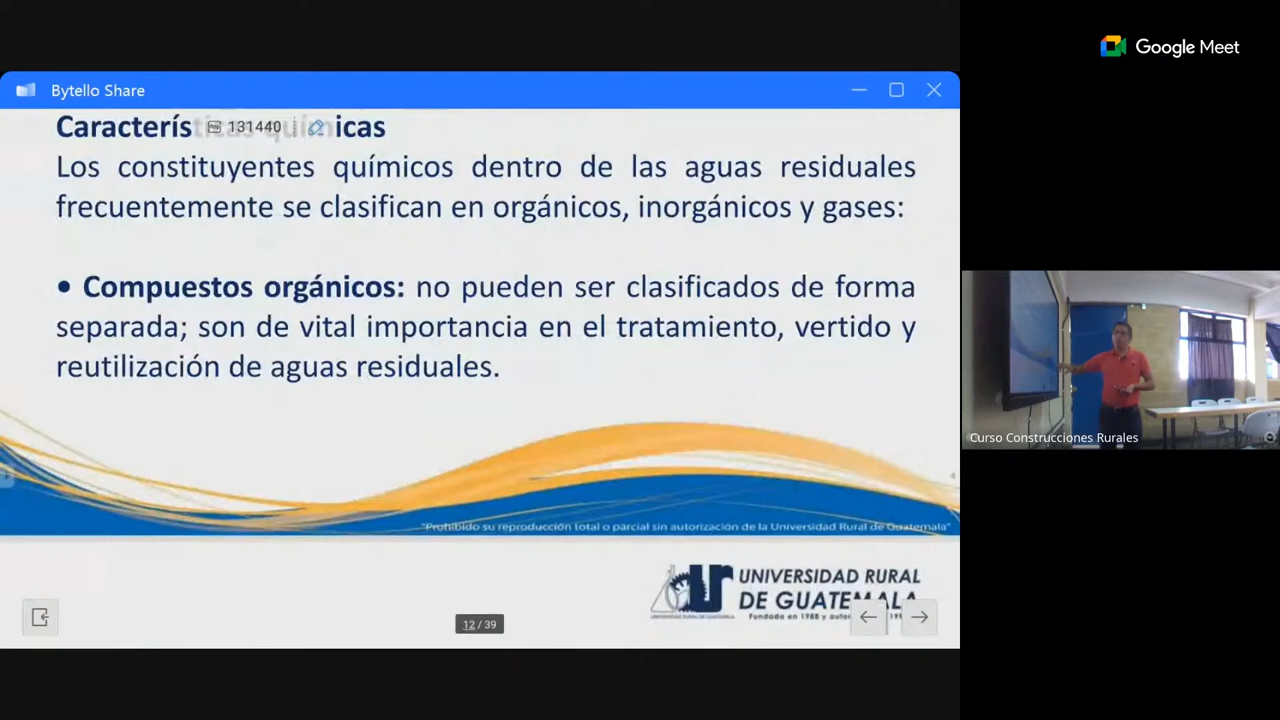 Google Meet
Bytello Share
Caracterís icas
131440
Los constituyentes químicos dentro de las aguas residuales
frecuentemente se clasifican en orgánicos, inorgánicos y gases:
• Compuestos orgánicos: no pueden ser clasificados de forma
separada; son de vital importancia en el tratamiento, vertido y
reutilización de aguas residuales.
Curso Construcciones Rurales
"Prohibido su reproducción total o parcial sin autorización de la Universidad Rural de Guatemala"
UNIVERSIDAD RURAL
DE GUATEMALA
Fundada en 1988 y
12 / 39